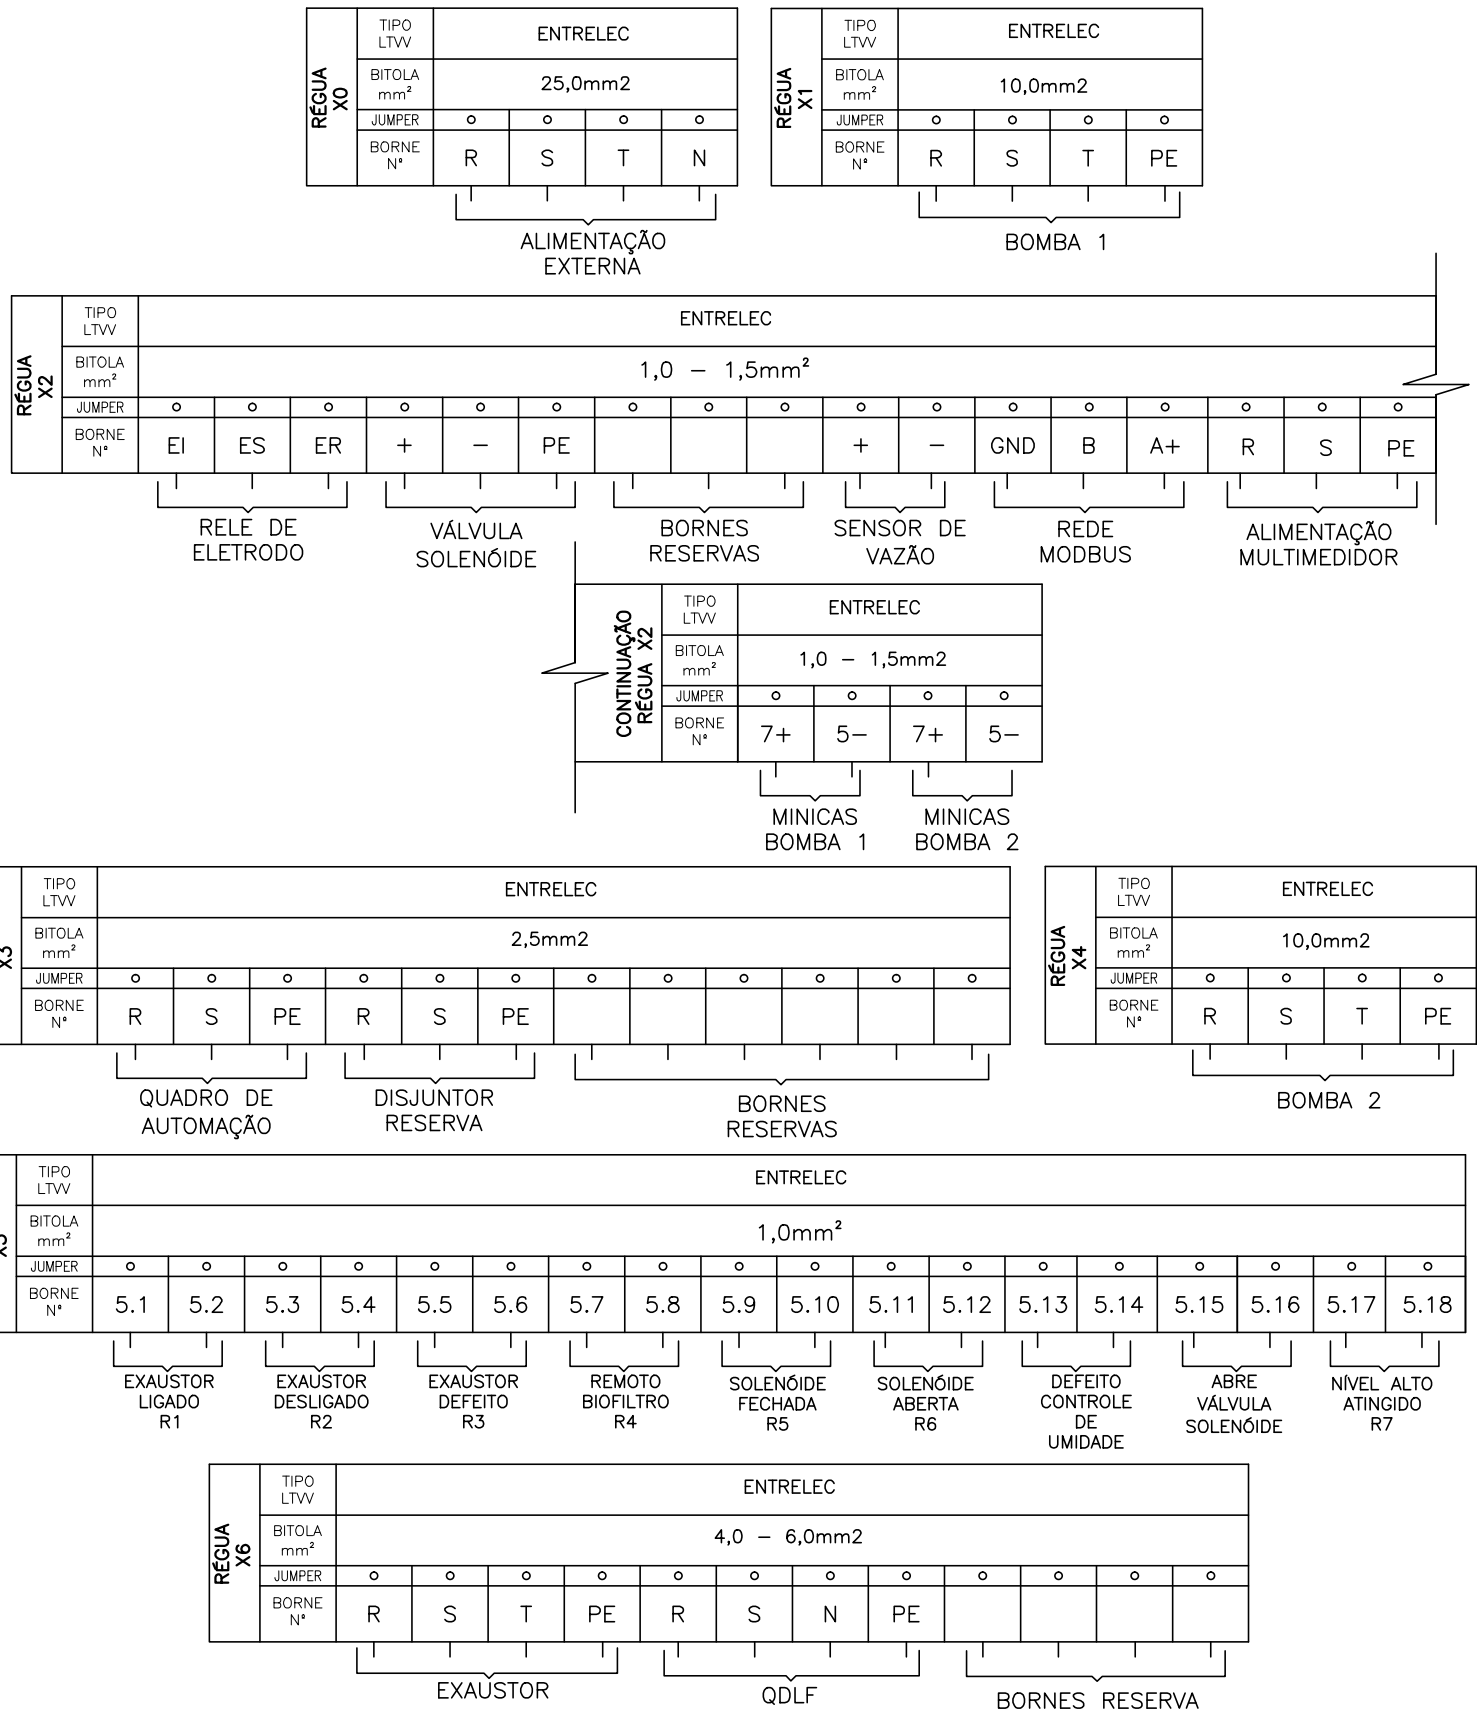 RÉGUA X0
TIPO LTVV
ENTRELEC
BITOLA mm²
25,0mm2
JUMPER
BORNE Nº
R S T N
ALIMENTAÇÃO
EXTERNA
RÉGUA X1
TIPO LTVV
ENTRELEC
BITOLA mm²
10,0mm2
JUMPER
BORNE Nº
R S T PE
BOMBA 1
RÉGUA X2
TIPO LTVV
ENTRELEC
BITOLA mm²
1,0 – 1,5mm²
JUMPER
BORNE Nº
EI ES ER + – PE + – GND B A+ R S PE
RELE DE
ELETRODO
VÁLVULA
SOLENÓIDE
BORNES
RESERVAS
SENSOR DE
VAZÃO
REDE
MODBUS
ALIMENTAÇÃO
MULTIMEDIDOR
CONTINUAÇÃO
RÉGUA X2
TIPO LTVV
ENTRELEC
BITOLA mm²
1,0 – 1,5mm2
JUMPER
BORNE Nº
7+ 5– 7+ 5–
MINICAS
BOMBA 1
MINICAS
BOMBA 2
X3
TIPO LTVV
ENTRELEC
BITOLA mm²
2,5mm2
JUMPER
BORNE Nº
R S PE R S PE
QUADRO DE
AUTOMAÇÃO
DISJUNTOR
RESERVA
BORNES
RESERVAS
RÉGUA X4
TIPO LTVV
ENTRELEC
BITOLA mm²
10,0mm2
JUMPER
BORNE Nº
R S T PE
BOMBA 2
TIPO LTVV
ENTRELEC
BITOLA mm²
1,0mm²
JUMPER
BORNE Nº
5.1 5.2 5.3 5.4 5.5 5.6 5.7 5.8 5.9 5.10 5.11 5.12 5.13 5.14 5.15 5.16 5.17 5.18
EXAUSTOR
LIGADO
R1
EXAUSTOR
DESLIGADO
R2
EXAUSTOR
DEFEITO
R3
REMOTO
BIOFILTRO
R4
SOLENÓIDE
FECHADA
R5
SOLENÓIDE
ABERTA
R6
DEFEITO
CONTROLE
DE
UMIDADE
ABRE
VÁLVULA
SOLENÓIDE
NÍVEL ALTO
ATINGIDO
R7
RÉGUA X6
TIPO LTVV
ENTRELEC
BITOLA mm²
4,0 – 6,0mm2
JUMPER
BORNE Nº
R S T PE R S N PE
EXAUSTOR
QDLF
BORNES RESERVA